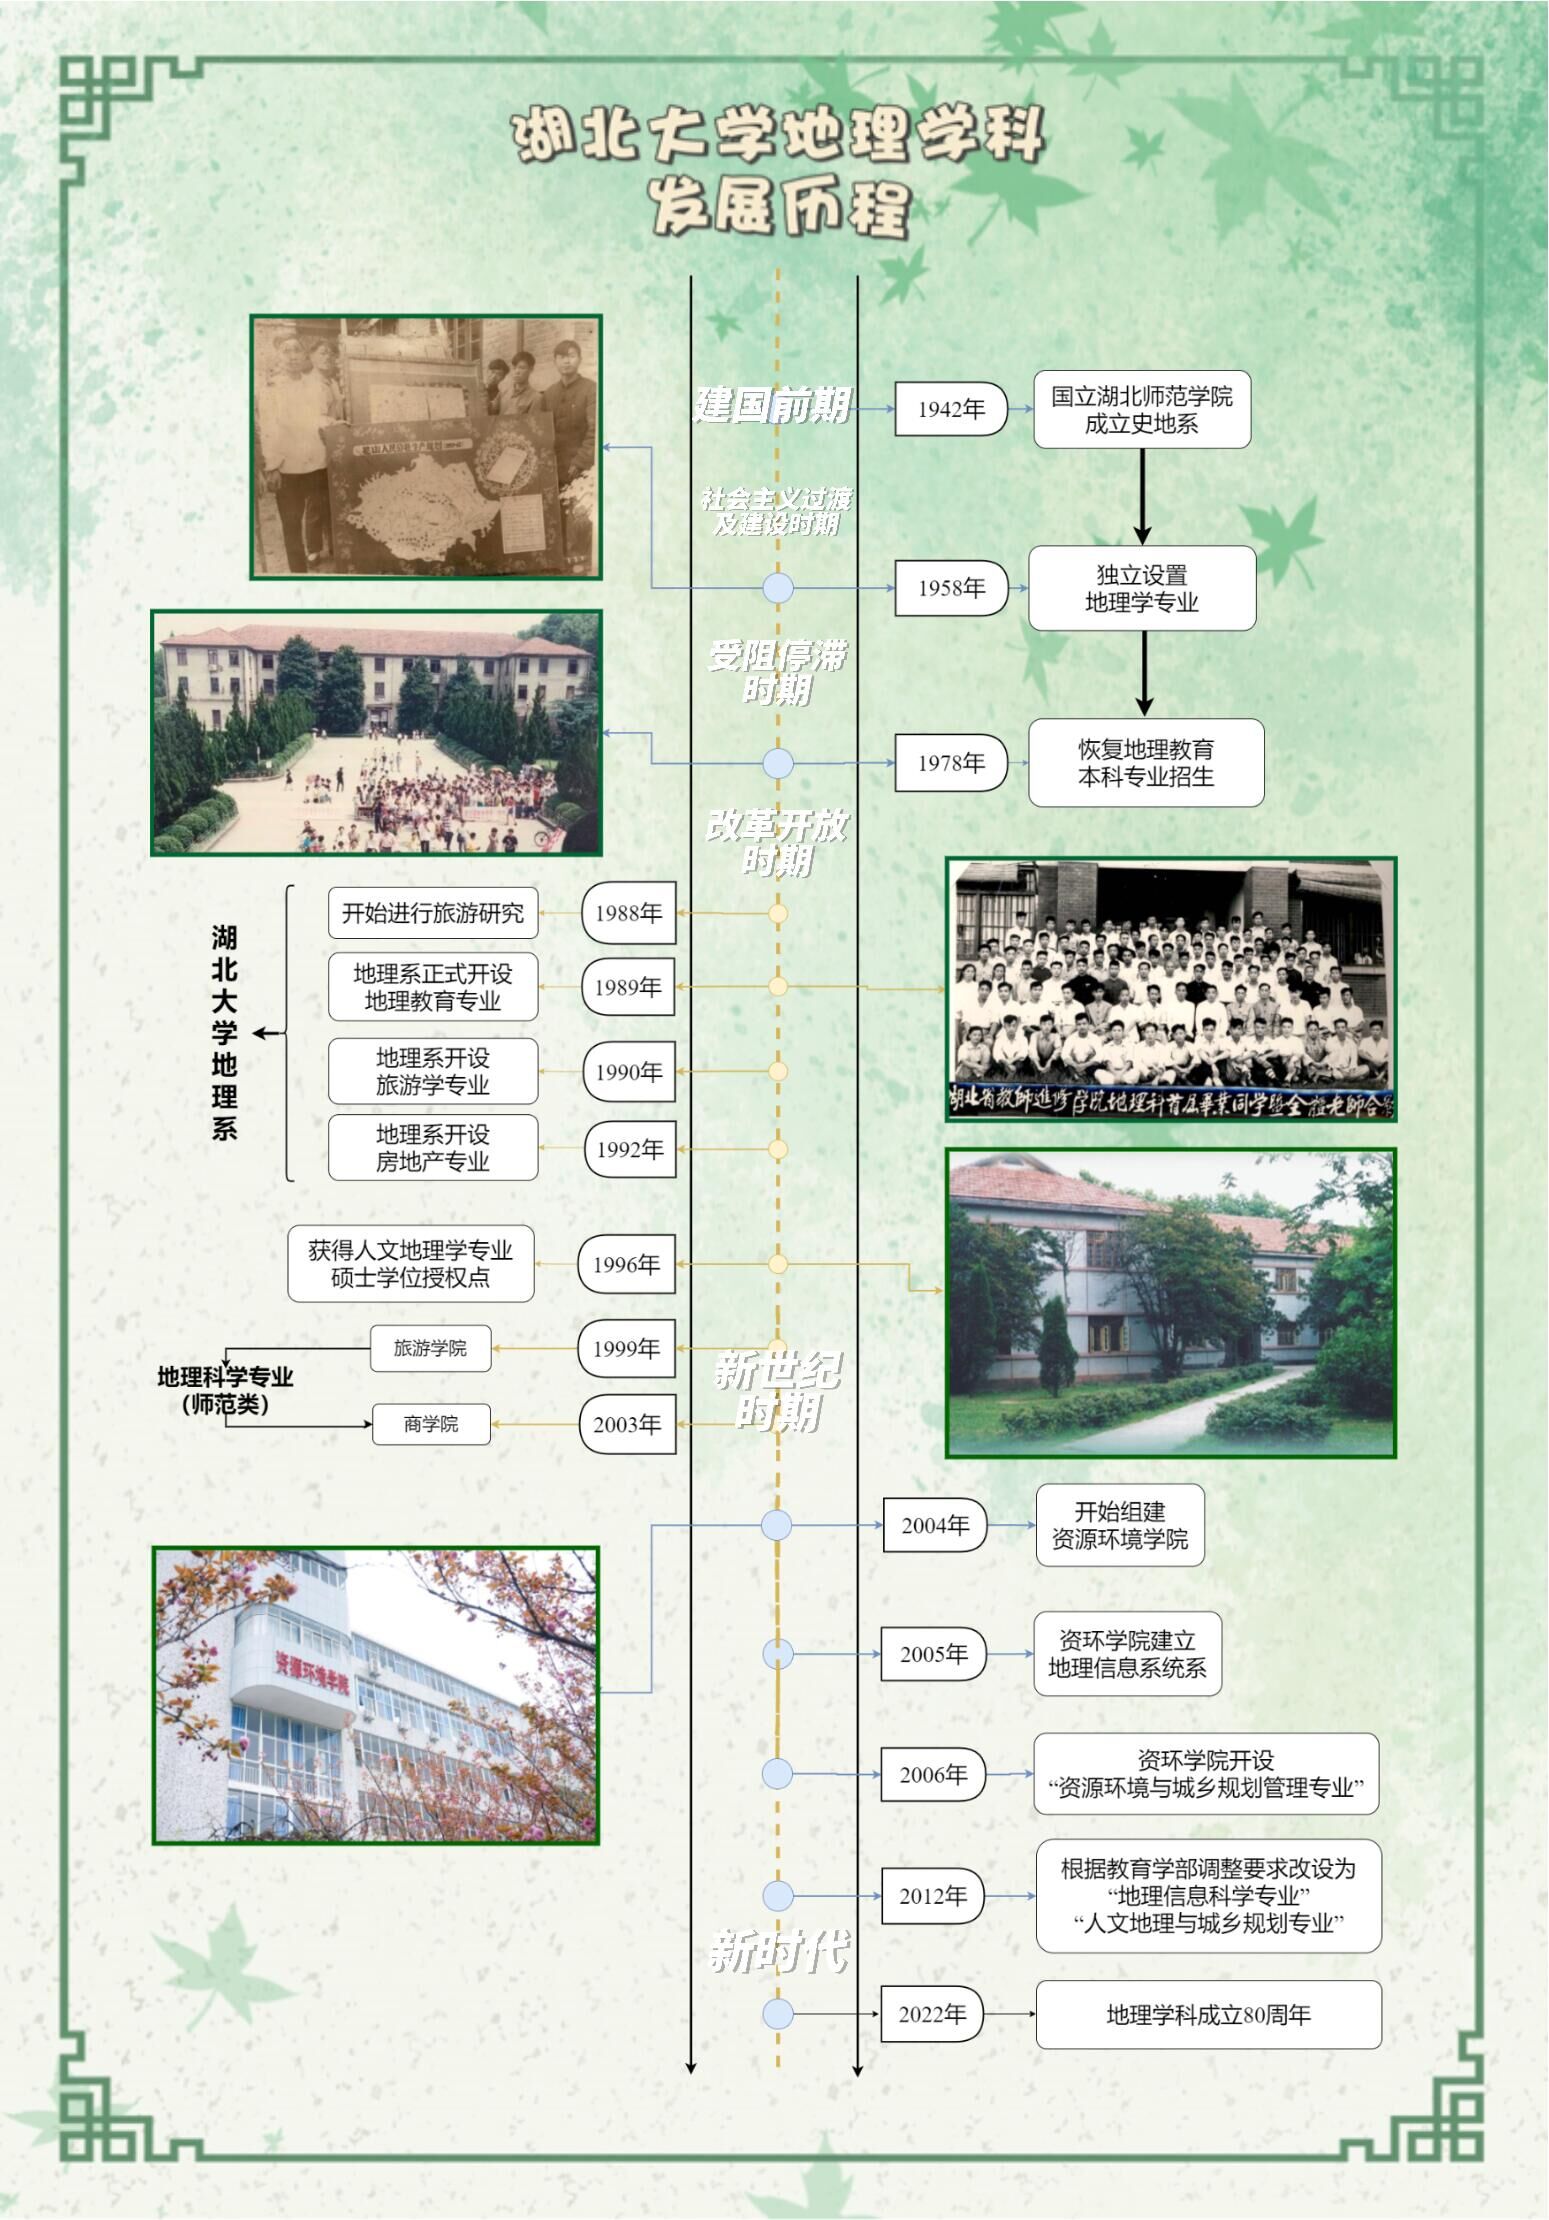 湖北大学地理学科
发展历程
建国前期
1942年
国立湖北师范学院
成立史地系
社会主义过渡
及建设时期
1958年
独立设置
地理学专业
受阻停滞
时期
1978年
恢复地理教育
本科专业招生
改革开放
时期
湖北大学地理系
开始进行旅游研究
1988年
地理系正式开设
地理教育专业
1989年
地理系开设
旅游学专业
1990年
地理系开设
房地产专业
1992年
湖北省教師進修学院地理科首屆畢業同学暨全體老師合影
获得人文地理学专业
硕士学位授权点
1996年
旅游学院
1999年
地理科学专业
（师范类）
商学院
2003年
新世纪
时期
2004年
开始组建
资源环境学院
资源环境学院
2005年
资环学院建立
地理信息系统系
2006年
资环学院开设
“资源环境与城乡规划管理专业”
2012年
根据教育学部调整要求改设为
“地理信息科学专业”
“人文地理与城乡规划专业”
新时代
2022年
地理学科成立80周年